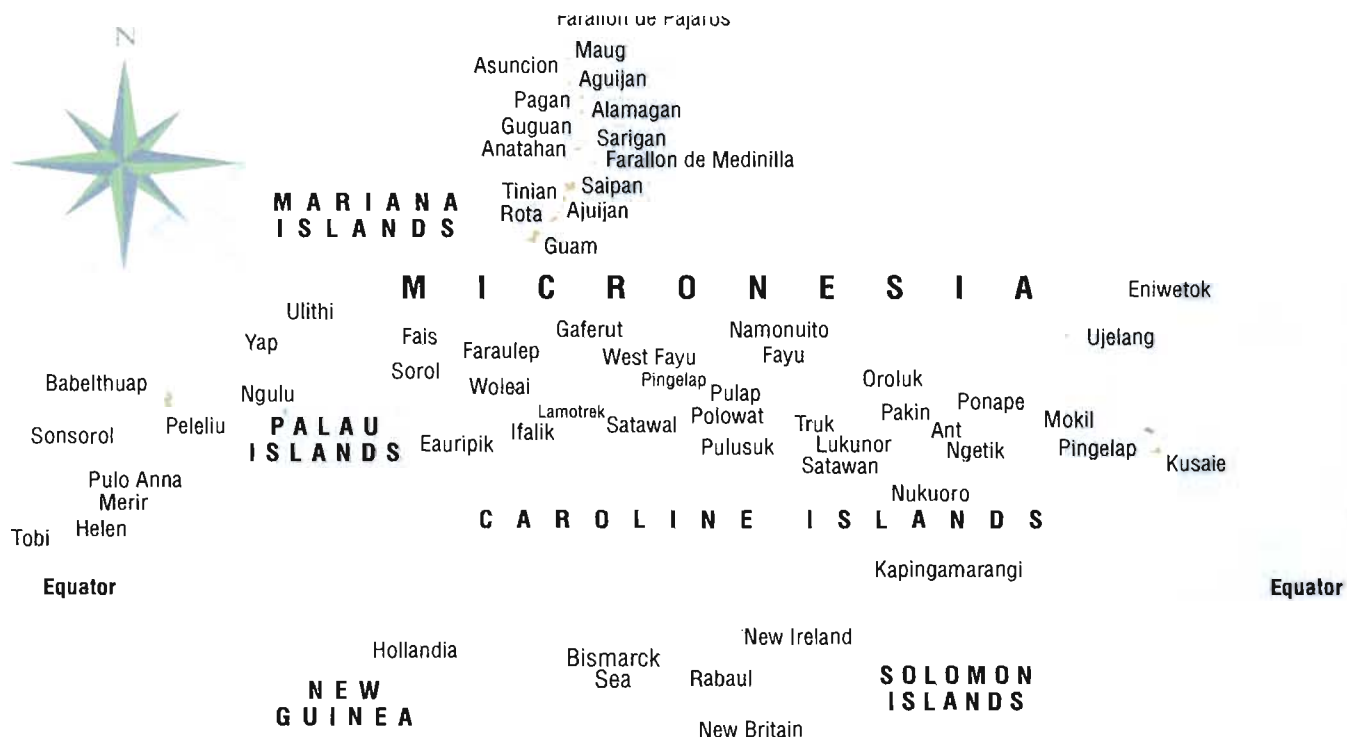 Farallon de Pajaros
N
Maug
Asuncion
Aguijan
Pagan
Alamagan
Guguan
Sarigan
Anatahan
Farallon de Medinilla
Tinian
Saipan
MARIANA
ISLANDS
Rota
Ajuijan
Guam
MICRONESIA
Eniwetok
Ulithi
Yap
Fais
Gaferut
Namonuito
Ujelang
Faraulep
West Fayu
Fayu
Sorol
Woleai
Pingelap
Pulap
Oroluk
Babelthuap
Ngulu
Lamotrek
Polowat
Pakin
Ponape
Sonsorol
Peleliu
PALAU
ISLANDS
Eauripik
Ifalik
Satawal
Pulusuk
Truk
Lukunor
Satawan
Ant
Ngetik
Mokil
Pingelap
Kusaie
Pulo Anna
Merir
Nukuoro
Tobi
Helen
CAROLINE ISLANDS
Equator
Kapingamarangi
Equator
Hollandia
Bismarck
Sea
New Ireland
Rabaul
SOLOMON
ISLANDS
NEW
GUINEA
New Britain